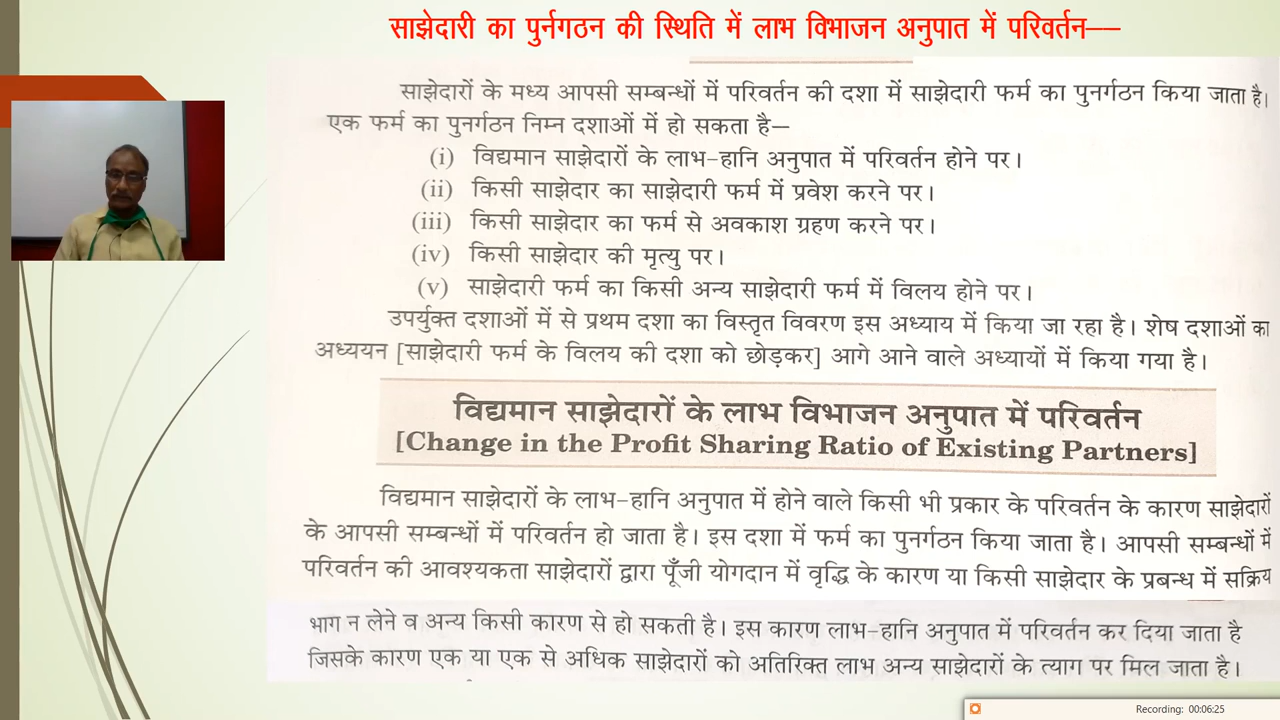 साझेदारी का पुर्नगठन की स्थिति में लाभ विभाजन अनुपात में परिवर्तन——
साझेदारों के मध्य आपसी सम्बन्धों में परिवर्तन की दशा में साझेदारी फर्म का पुनर्गठन किया जाता है।
एक फर्म का पुनर्गठन निम्न दशाओं में हो सकता है—
(i) विद्यमान साझेदारों के लाभ-हानि अनुपात में परिवर्तन होने पर।
(ii) किसी साझेदार का साझेदारी फर्म में प्रवेश करने पर।
(iii) किसी साझेदार का फर्म से अवकाश ग्रहण करने पर।
(iv) किसी साझेदार की मृत्यु पर।
(v) साझेदारी फर्म का किसी अन्य साझेदारी फर्म में विलय होने पर।
उपर्युक्त दशाओं में से प्रथम दशा का विस्तृत विवरण इस अध्याय में किया जा रहा है। शेष दशाओं का
अध्ययन [साझेदारी फर्म के विलय की दशा को छोड़कर] आगे आने वाले अध्यायों में किया गया है।
विद्यमान साझेदारों के लाभ विभाजन अनुपात में परिवर्तन
[Change in the Profit Sharing Ratio of Existing Partners]
विद्यमान साझेदारों के लाभ-हानि अनुपात में होने वाले किसी भी प्रकार के परिवर्तन के कारण साझेदारों
के आपसी सम्बन्धों में परिवर्तन हो जाता है। इस दशा में फर्म का पुनर्गठन किया जाता है। आपसी सम्बन्धों में
परिवर्तन की आवश्यकता साझेदारों द्वारा पूँजी योगदान में वृद्धि के कारण या किसी साझेदार के प्रबन्ध में सक्रिय
भाग न लेने व अन्य किसी कारण से हो सकती है। इस कारण लाभ-हानि अनुपात में परिवर्तन कर दिया जाता है
जिसके कारण एक या एक से अधिक साझेदारों को अतिरिक्त लाभ अन्य साझेदारों के त्याग पर मिल जाता है।
Recording: 00:06:25